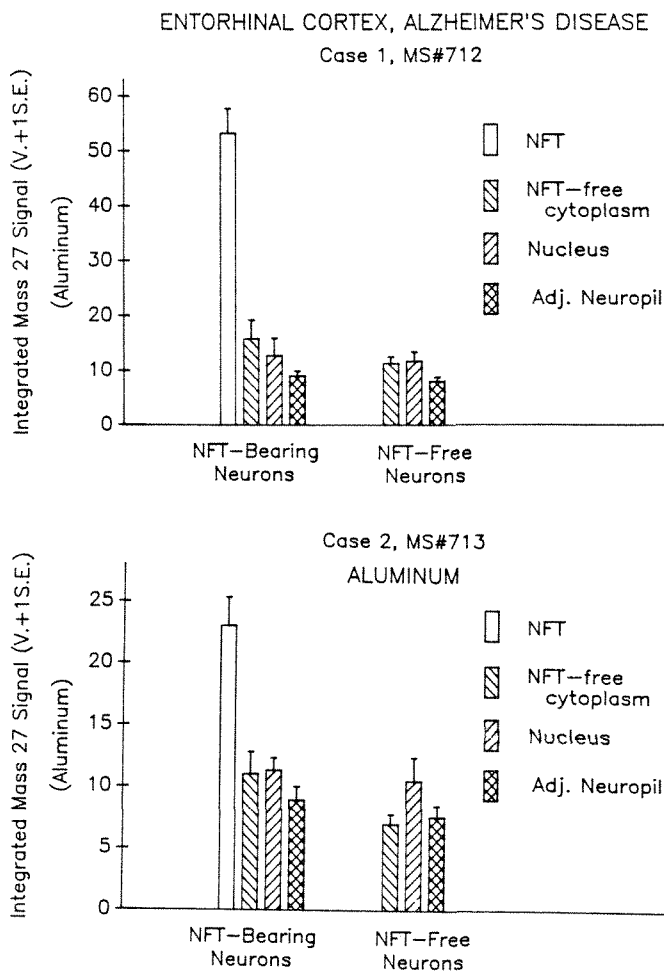 ENTORHINAL CORTEX, ALZHEIMER'S DISEASE
Case 1, MS#712
Integrated Mass 27 Signal (V.+1S.E.)
(Aluminum)
60
50
40
30
20
10
0
NFT
NFT-free
cytoplasm
Nucleus
Adj. Neuropil
NFT-Bearing
Neurons
NFT-Free
Neurons
Case 2, MS#713
ALUMINUM
Integrated Mass 27 Signal (V.+1S.E.)
(Aluminum)
25
20
15
10
5
0
NFT
NFT-free
cytoplasm
Nucleus
Adj. Neuropil
NFT-Bearing
Neurons
NFT-Free
Neurons